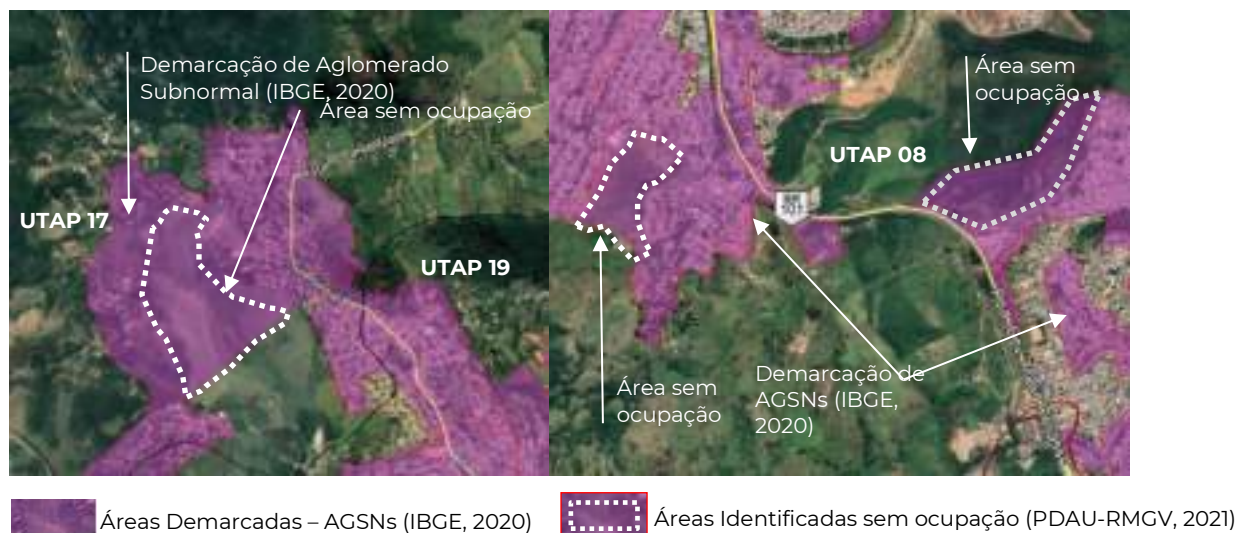 Demarcação de Aglomerado
Subnormal (IBGE, 2020)
Área sem ocupação
UTAP 17
UTAP 19
Área sem
ocupação
UTAP 08
BR
101
Área sem
ocupação
Demarcação de
AGSNs (IBGE,
2020)
Áreas Demarcadas – AGSNs (IBGE, 2020)
Áreas Identificadas sem ocupação (PDAU-RMGV, 2021)